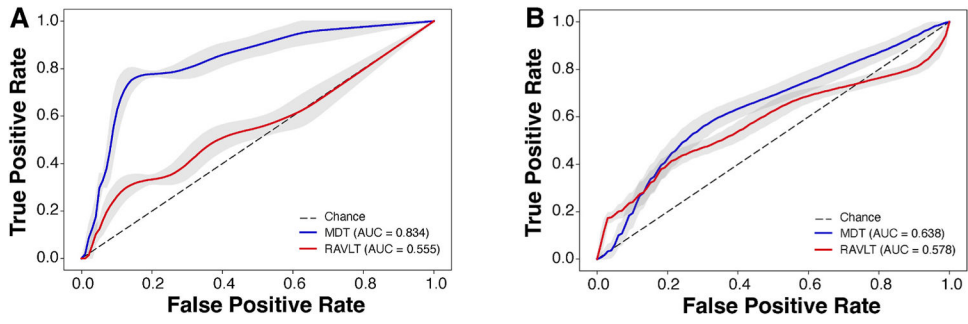 A
True Positive Rate
1.0
0.8
0.6
0.4
0.2
0.0
Chance
MDT (AUC = 0.834)
RAVLT (AUC = 0.555)
0.0 0.2 0.4 0.6 0.8 1.0
False Positive Rate
B
True Positive Rate
1.0
0.8
0.6
0.4
0.2
0.0
Chance
MDT (AUC = 0.638)
RAVLT (AUC = 0.578)
0.0 0.2 0.4 0.6 0.8 1.0
False Positive Rate